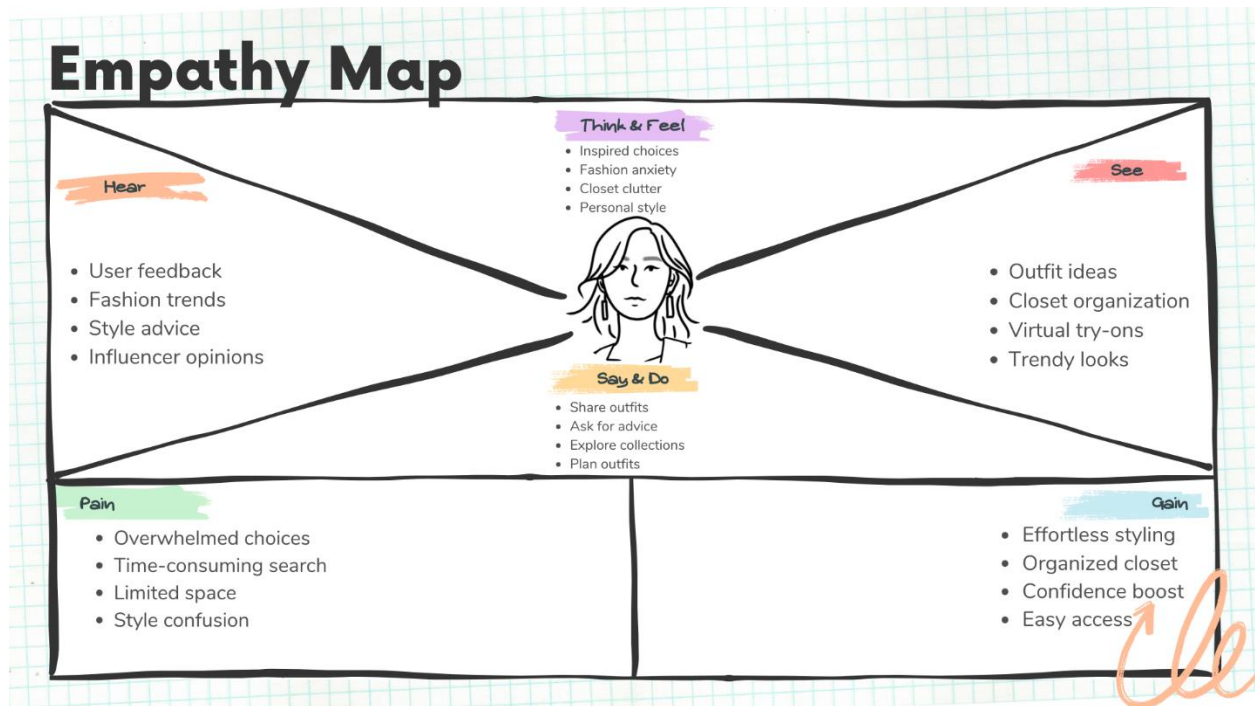 Empathy Map
Think & Feel
• Inspired choices
• Fashion anxiety
• Closet clutter
• Personal style
Hear
• User feedback
• Fashion trends
• Style advice
• Influencer opinions
See
• Outfit ideas
• Closet organization
• Virtual try-ons
• Trendy looks
Say & Do
• Share outfits
• Ask for advice
• Explore collections
• Plan outfits
Pain
• Overwhelmed choices
• Time-consuming search
• Limited space
• Style confusion
Gain
• Effortless styling
• Organized closet
• Confidence boost
• Easy access